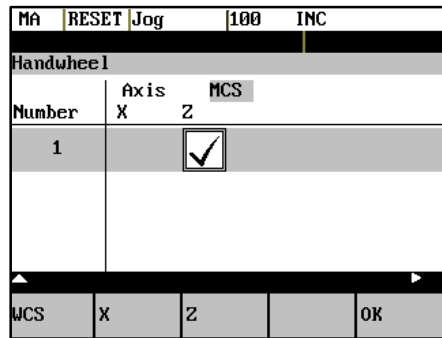 MA RESET Jog 100 INC
Handwheel
Axis MCS
Number X Z
1
WCS X Z OK